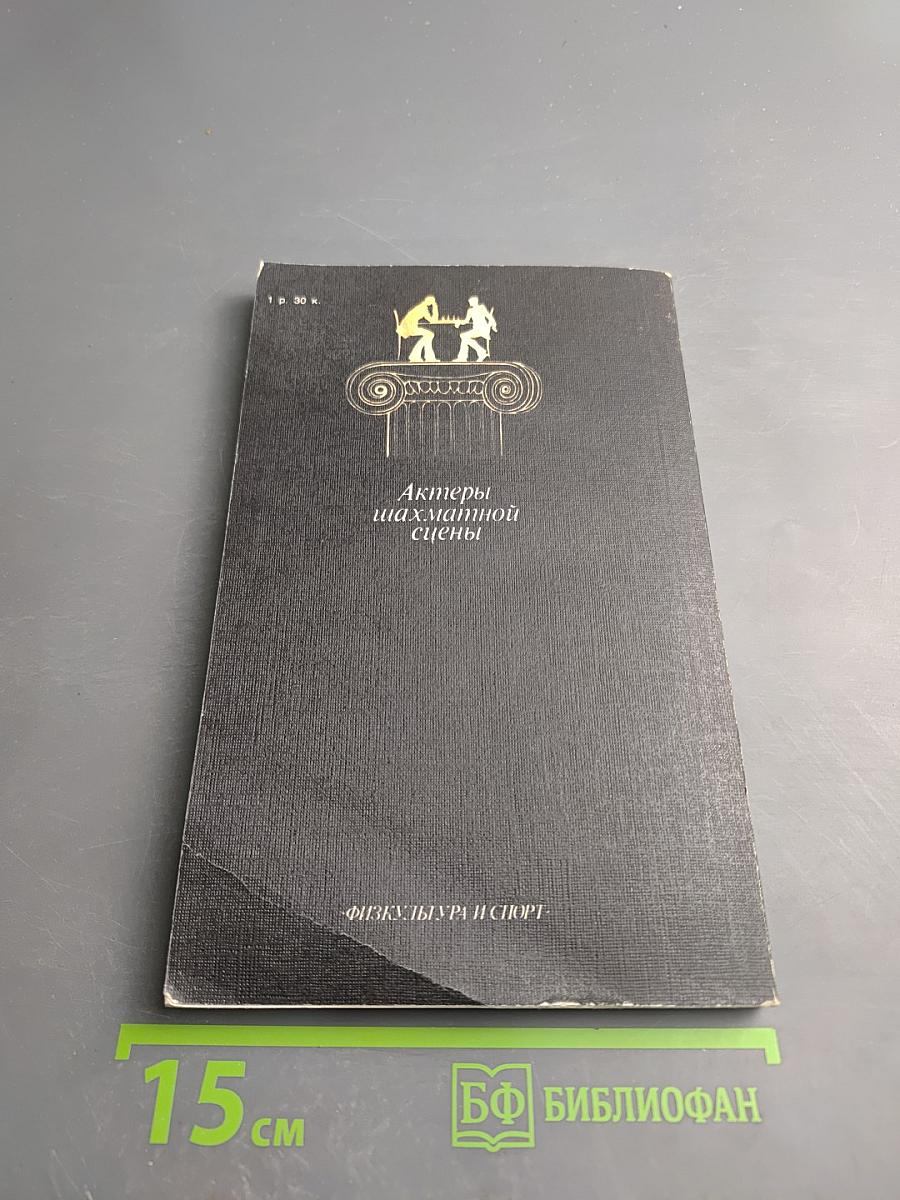 1 р. 30 к.
Актеры
шахматной
сцены
·ФИЗКУЛЬТУРА И СПОРТ·
15 см
БФ БИБЛИОФАН